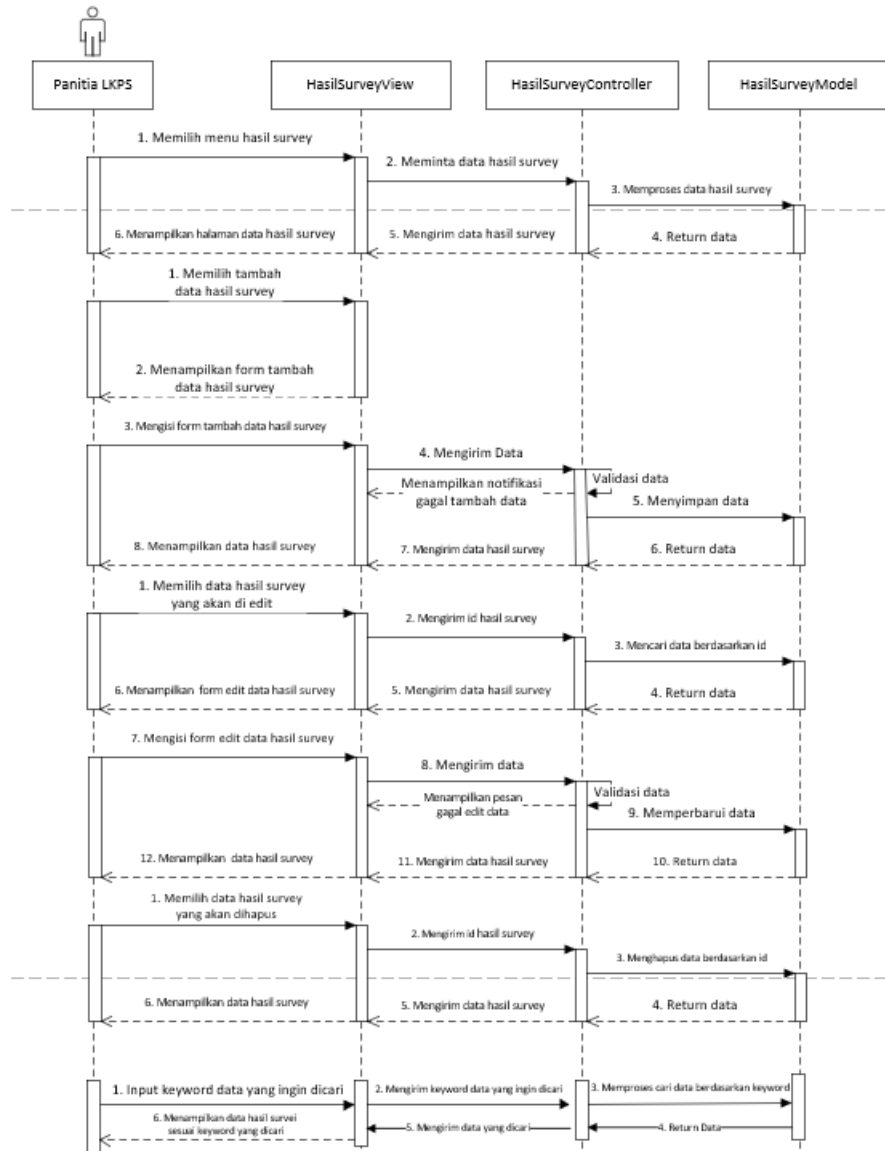 Panitia LKPS
HasilSurveyView
HasilSurveyController
HasilSurveyModel
1. Memilih menu hasil survey
2. Meminta data hasil survey
3. Memproses data hasil survey
6. Menampilkan halaman data hasil survey
5. Mengirim data hasil survey
4. Return data
1. Memilih tambah
data hasil survey
2. Menampilkan form tambah
data hasil survey
3. Mengisi form tambah data hasil survey
4. Mengirim Data
Validasi data
Menampilkan notifikasi
gagal tambah data
5. Menyimpan data
8. Menampilkan data hasil survey
7. Mengirim data hasil survey
6. Return data
1. Memilih data hasil survey
yang akan di edit
2. Mengirim id hasil survey
3. Mencari data berdasarkan id
6. Menampilkan form edit data hasil survey
5. Mengirim data hasil survey
4. Return data
7. Mengisi form edit data hasil survey
8. Mengirim data
Validasi data
Menampilkan pesan
gagal edit data
9. Memperbarui data
12. Menampilkan data hasil survey
11. Mengirim data hasil survey
10. Return data
1. Memilih data hasil survey
yang akan dihapus
2. Mengirim id hasil survey
3. Menghapus data berdasarkan id
6. Menampilkan data hasil survey
5. Mengirim data hasil survey
4. Return data
1. Input keyword data yang ingin dicari
2. Mengirim keyword data yang ingin dicari
3. Memproses cari data berdasarkan keyword
6. Menampilkan data hasil survei
sesuai keyword yang dicari
5. Mengirim data yang dicari
4. Return Data